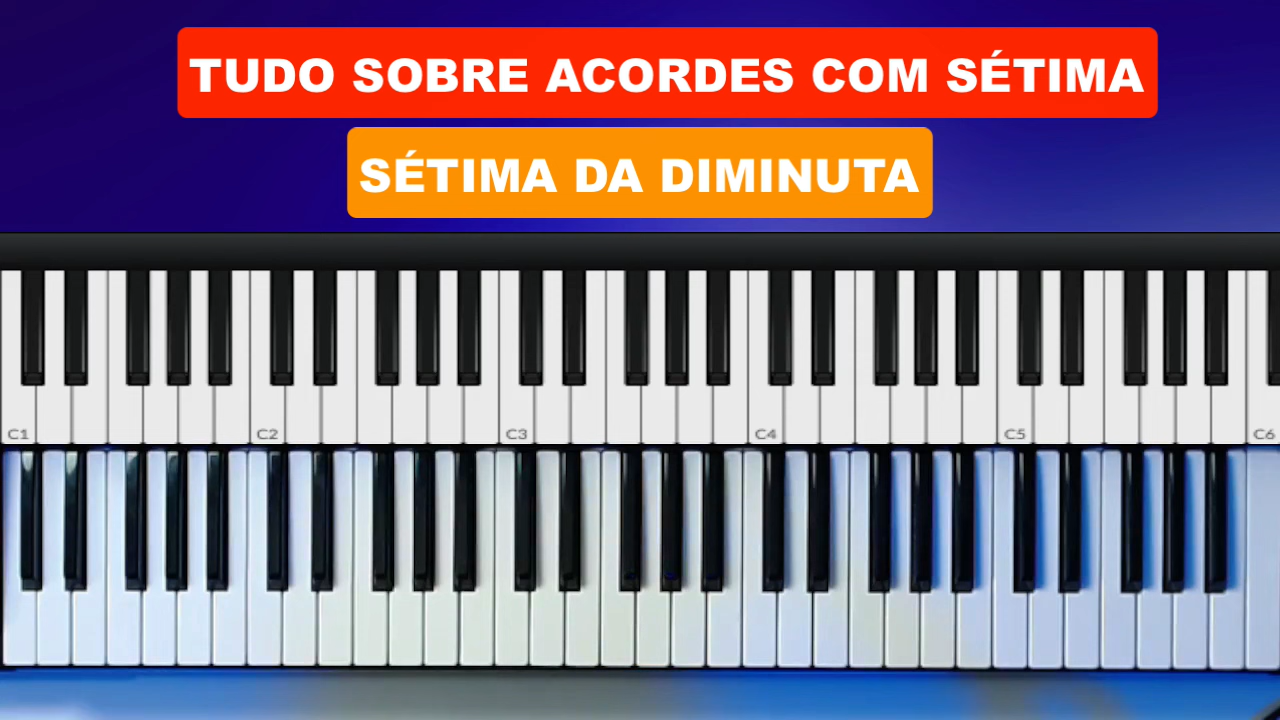 TUDO SOBRE ACORDES COM SÉTIMA
SÉTIMA DA DIMINUTA
C1 C2 C3 C4 C5 C6